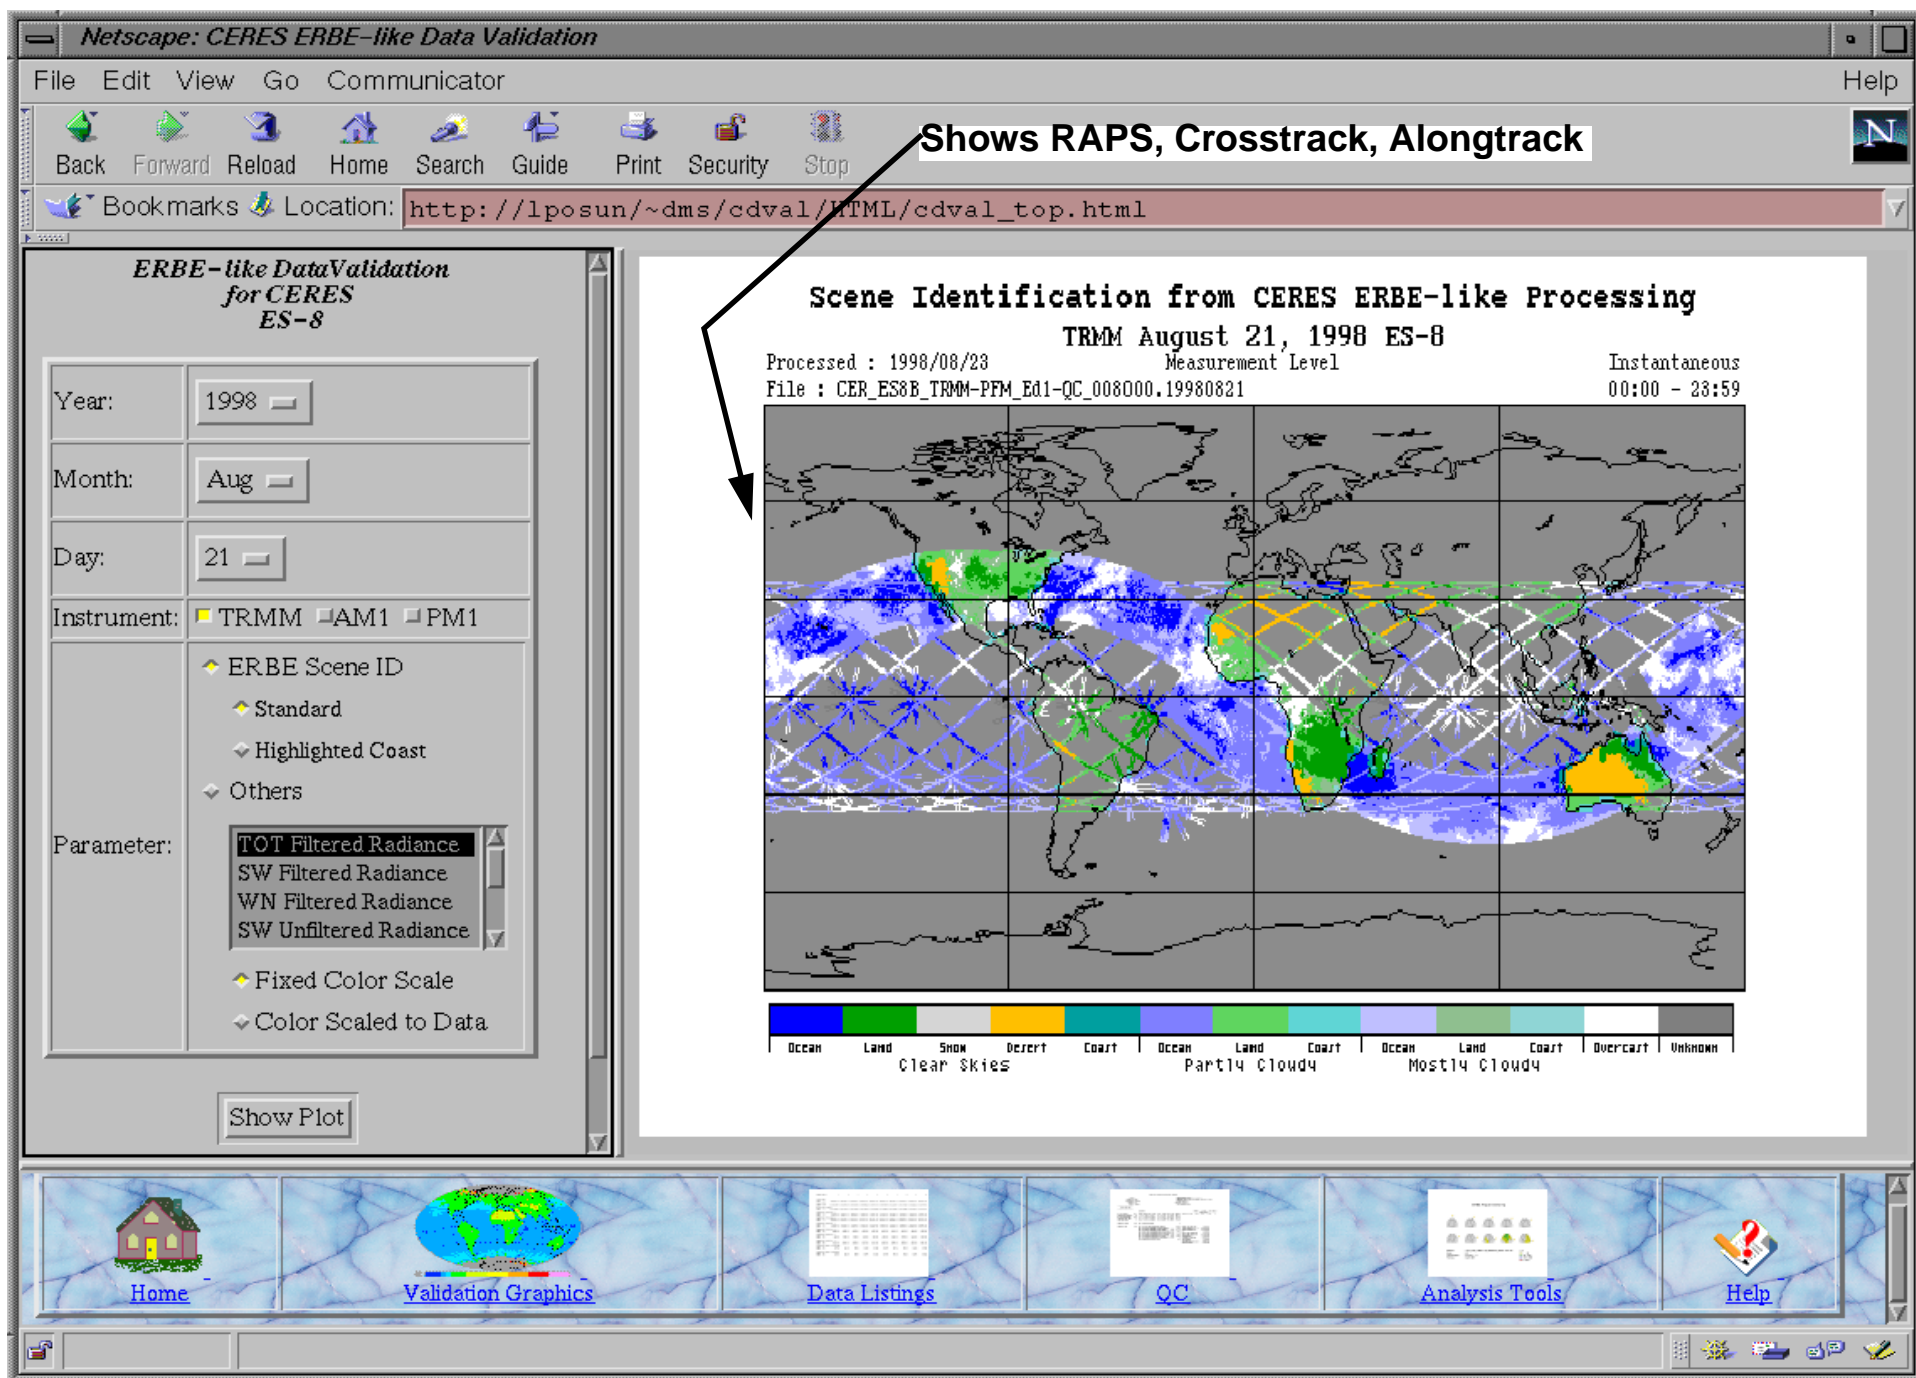 Netscape: CERES ERBE-like Data Validation
File Edit View Go Communicator Help
Back Forward Reload Home Search Guide Print Security Stop
Shows RAPS, Crosstrack, Alongtrack
N
Bookmarks Location: http://lposun/~dms/cdval/HTML/cdval_top.html
ERBE-like DataValidation
for CERES
ES-8
Year: 1998
Month: Aug
Day: 21
Instrument: TRMM AM1 PM1
Parameter:
ERBE Scene ID
Standard
Highlighted Coast
Others
TOT Filtered Radiance
SW Filtered Radiance
WN Filtered Radiance
SW Unfiltered Radiance
Fixed Color Scale
Color Scaled to Data
Show Plot
Scene Identification from CERES ERBE-like Processing
TRMM August 21, 1998 ES-8
Processed : 1998/08/23 Measurement Level Instantaneous
File : CER_ES8B_TRMM-PFM_Ed1-QC_008000.19980821 00:00 - 23:59
Ocean Land Snow Desert Coast Ocean Land Coast Ocean Land Coast Overcast Unknown
Clear Skies Partly Cloudy Mostly Cloudy
Home Validation Graphics Data Listings QC Analysis Tools Help